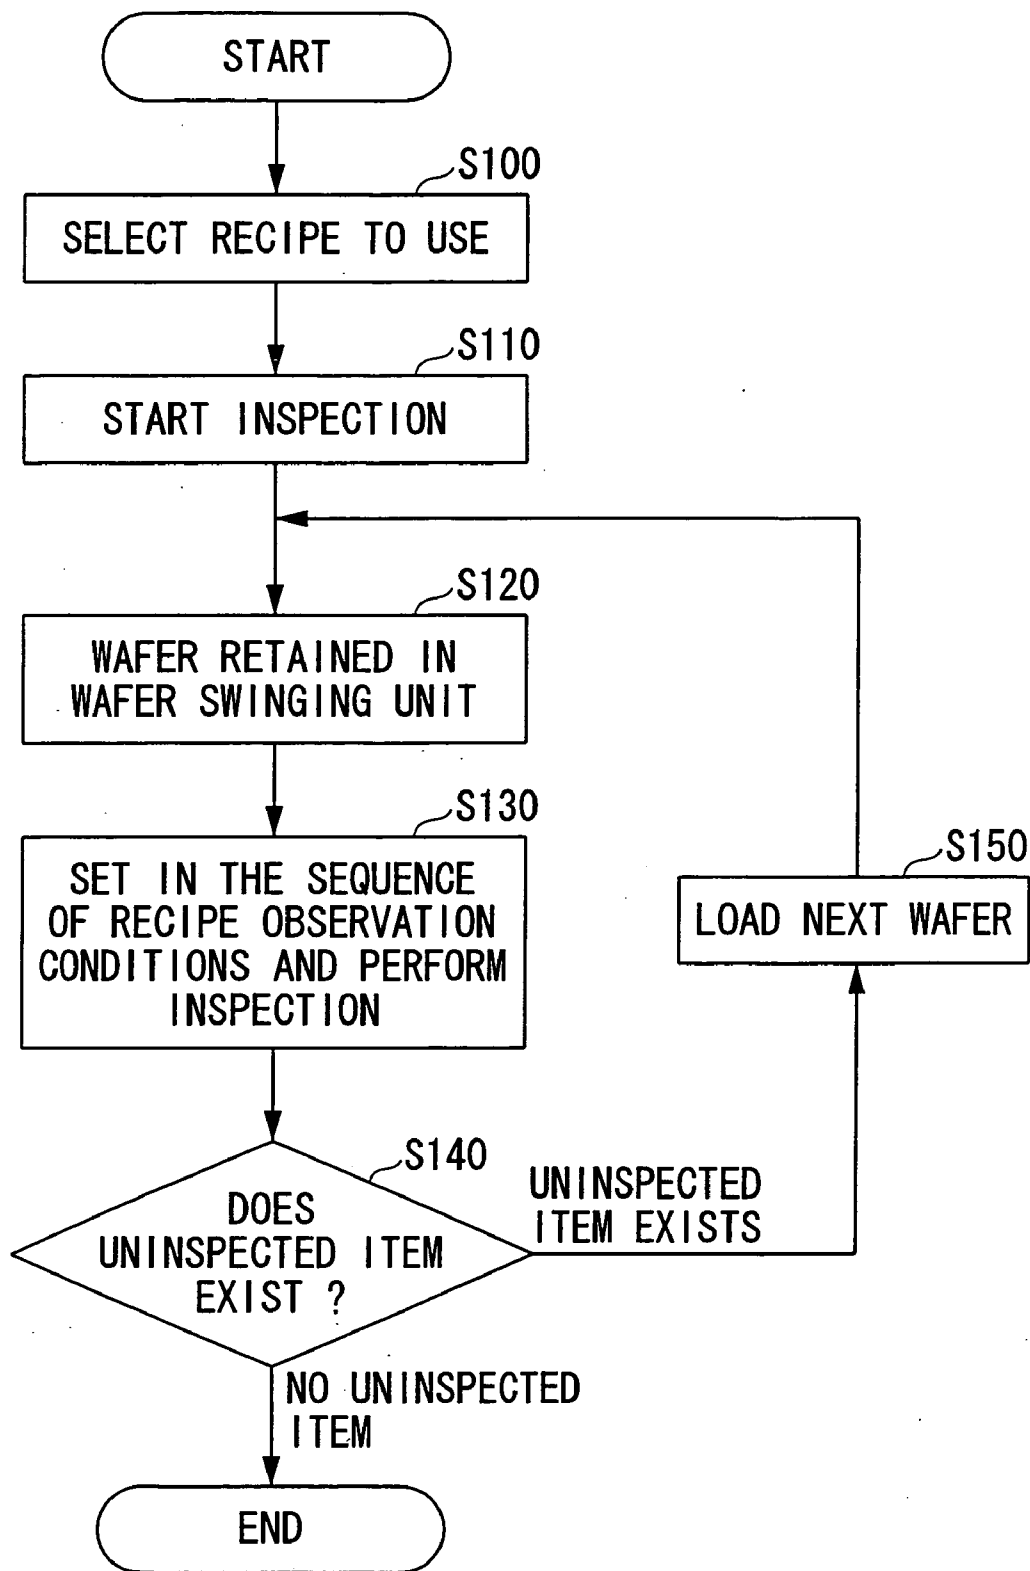 START
S100
SELECT RECIPE TO USE
S110
START INSPECTION
S120
WAFER RETAINED IN
WAFER SWINGING UNIT
S130
SET IN THE SEQUENCE
OF RECIPE OBSERVATION
CONDITIONS AND PERFORM
INSPECTION
S150
LOAD NEXT WAFER
S140
DOES
UNINSPECTED ITEM
EXIST ?
UNINSPECTED
ITEM EXISTS
NO UNINSPECTED
ITEM
END